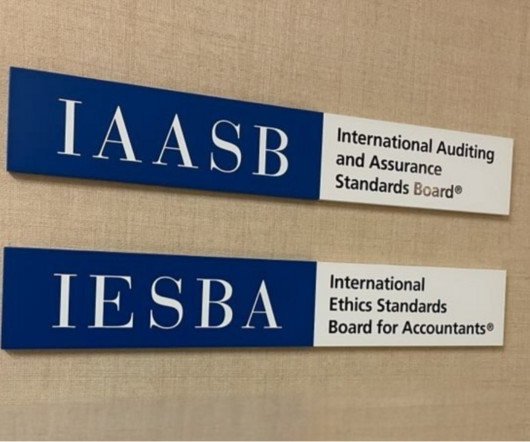 IAASB
International Auditing
and Assurance
Standards Board®
IESBA
International
Ethics Standards
Board for Accountants®